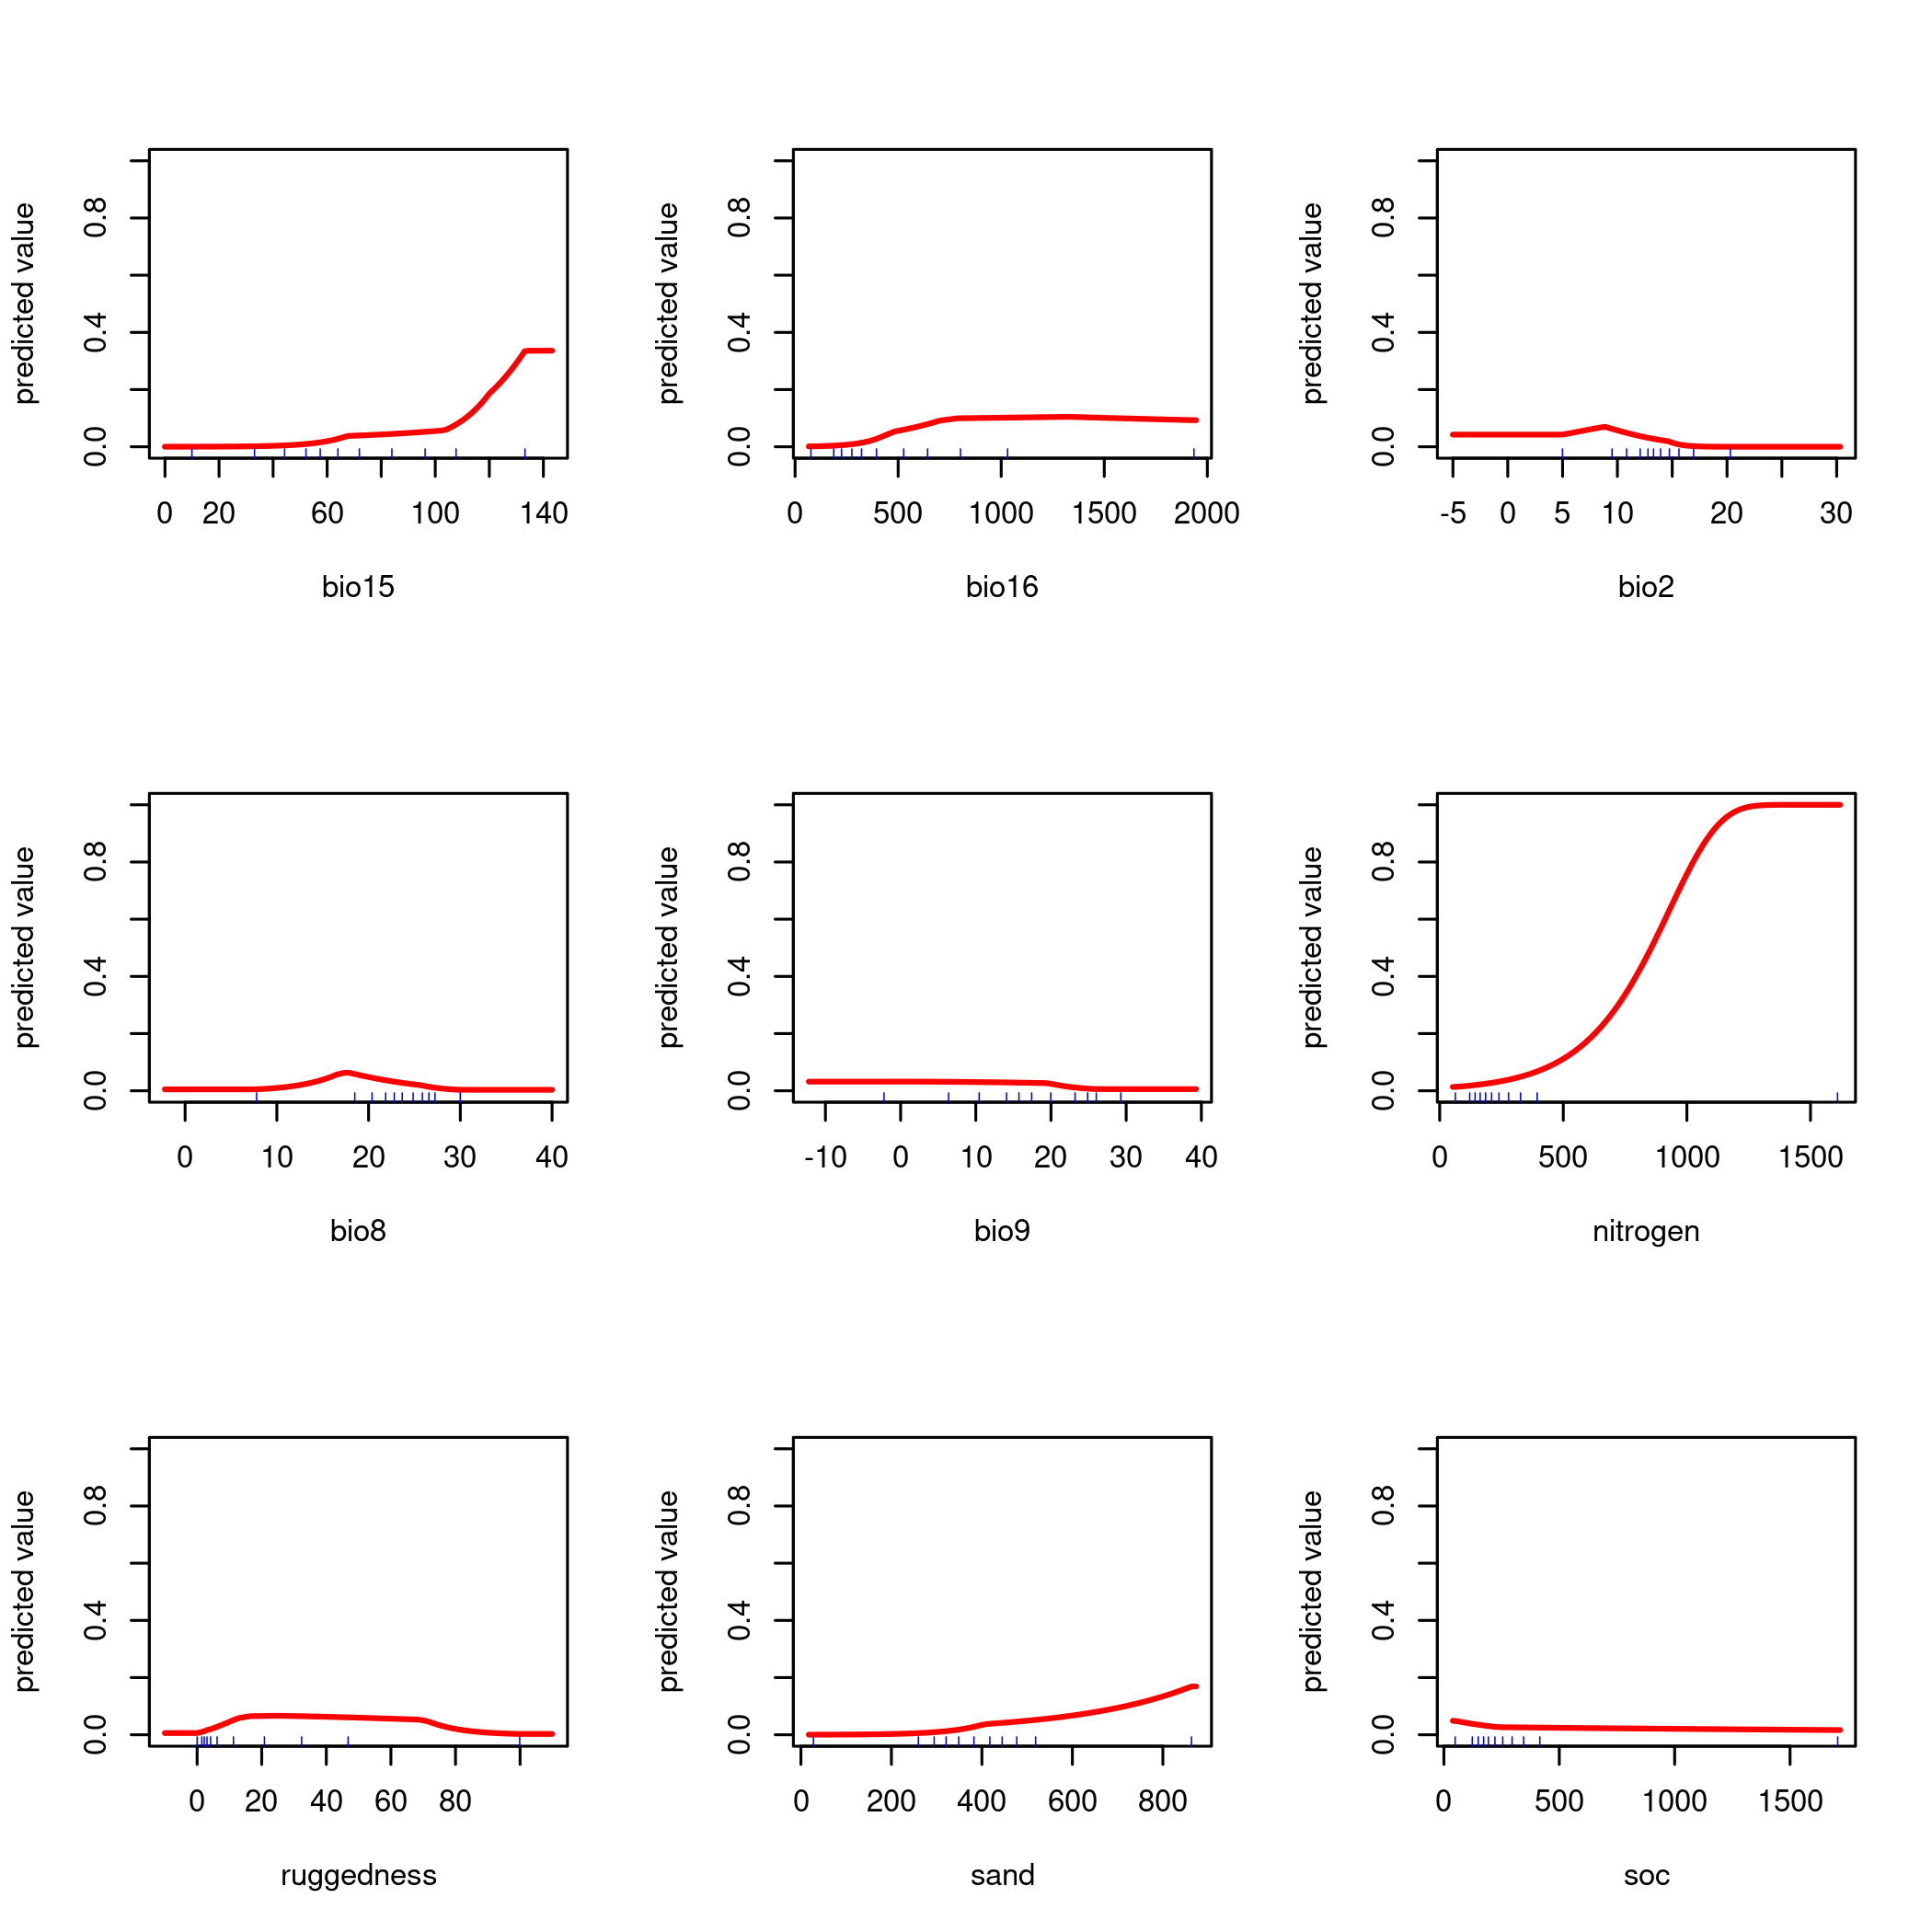 predicted value
0.0 0.4 0.8
0 20 60 100 140
bio15
predicted value
0.0 0.4 0.8
0 500 1000 1500 2000
bio16
predicted value
0.0 0.4 0.8
-5 0 5 10 20 30
bio2
predicted value
0.0 0.4 0.8
0 10 20 30 40
bio8
predicted value
0.0 0.4 0.8
-10 0 10 20 30 40
bio9
predicted value
0.0 0.4 0.8
0 500 1000 1500
nitrogen
predicted value
0.0 0.4 0.8
0 20 40 60 80
ruggedness
predicted value
0.0 0.4 0.8
0 200 400 600 800
sand
predicted value
0.0 0.4 0.8
0 500 1000 1500
soc